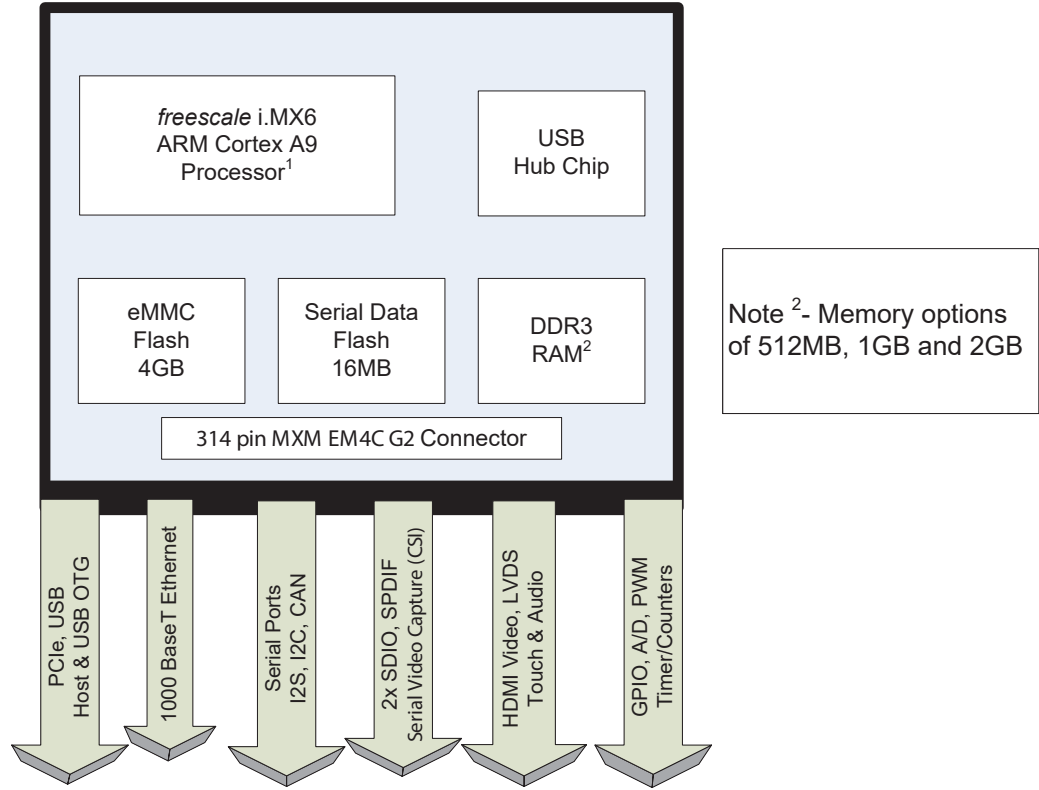 freescale i.MX6
ARM Cortex A9
Processor1
USB
Hub Chip
eMMC
Flash
4GB
Serial Data
Flash
16MB
DDR3
RAM2
Note 2- Memory options
of 512MB, 1GB and 2GB
314 pin MXM EM4C G2 Connector
PCIe, USB
Host & USB OTG
1000 BaseT Ethernet
Serial Ports
I2S, I2C, CAN
2x SDIO, SPDIF
Serial Video Capture (CSI)
HDMI Video, LVDS
Touch & Audio
GPIO, A/D, PWM
Timer/Counters